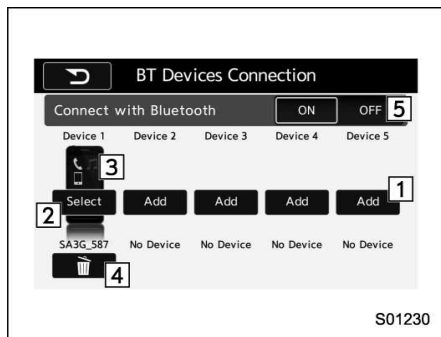 BT Devices Connection
Connect with Bluetooth ON OFF 5
Device 1 Device 2 Device 3 Device 4 Device 5
3
1
Select Add Add Add Add
2
SA3G_587 No Device No Device No Device No Device
4
S01230